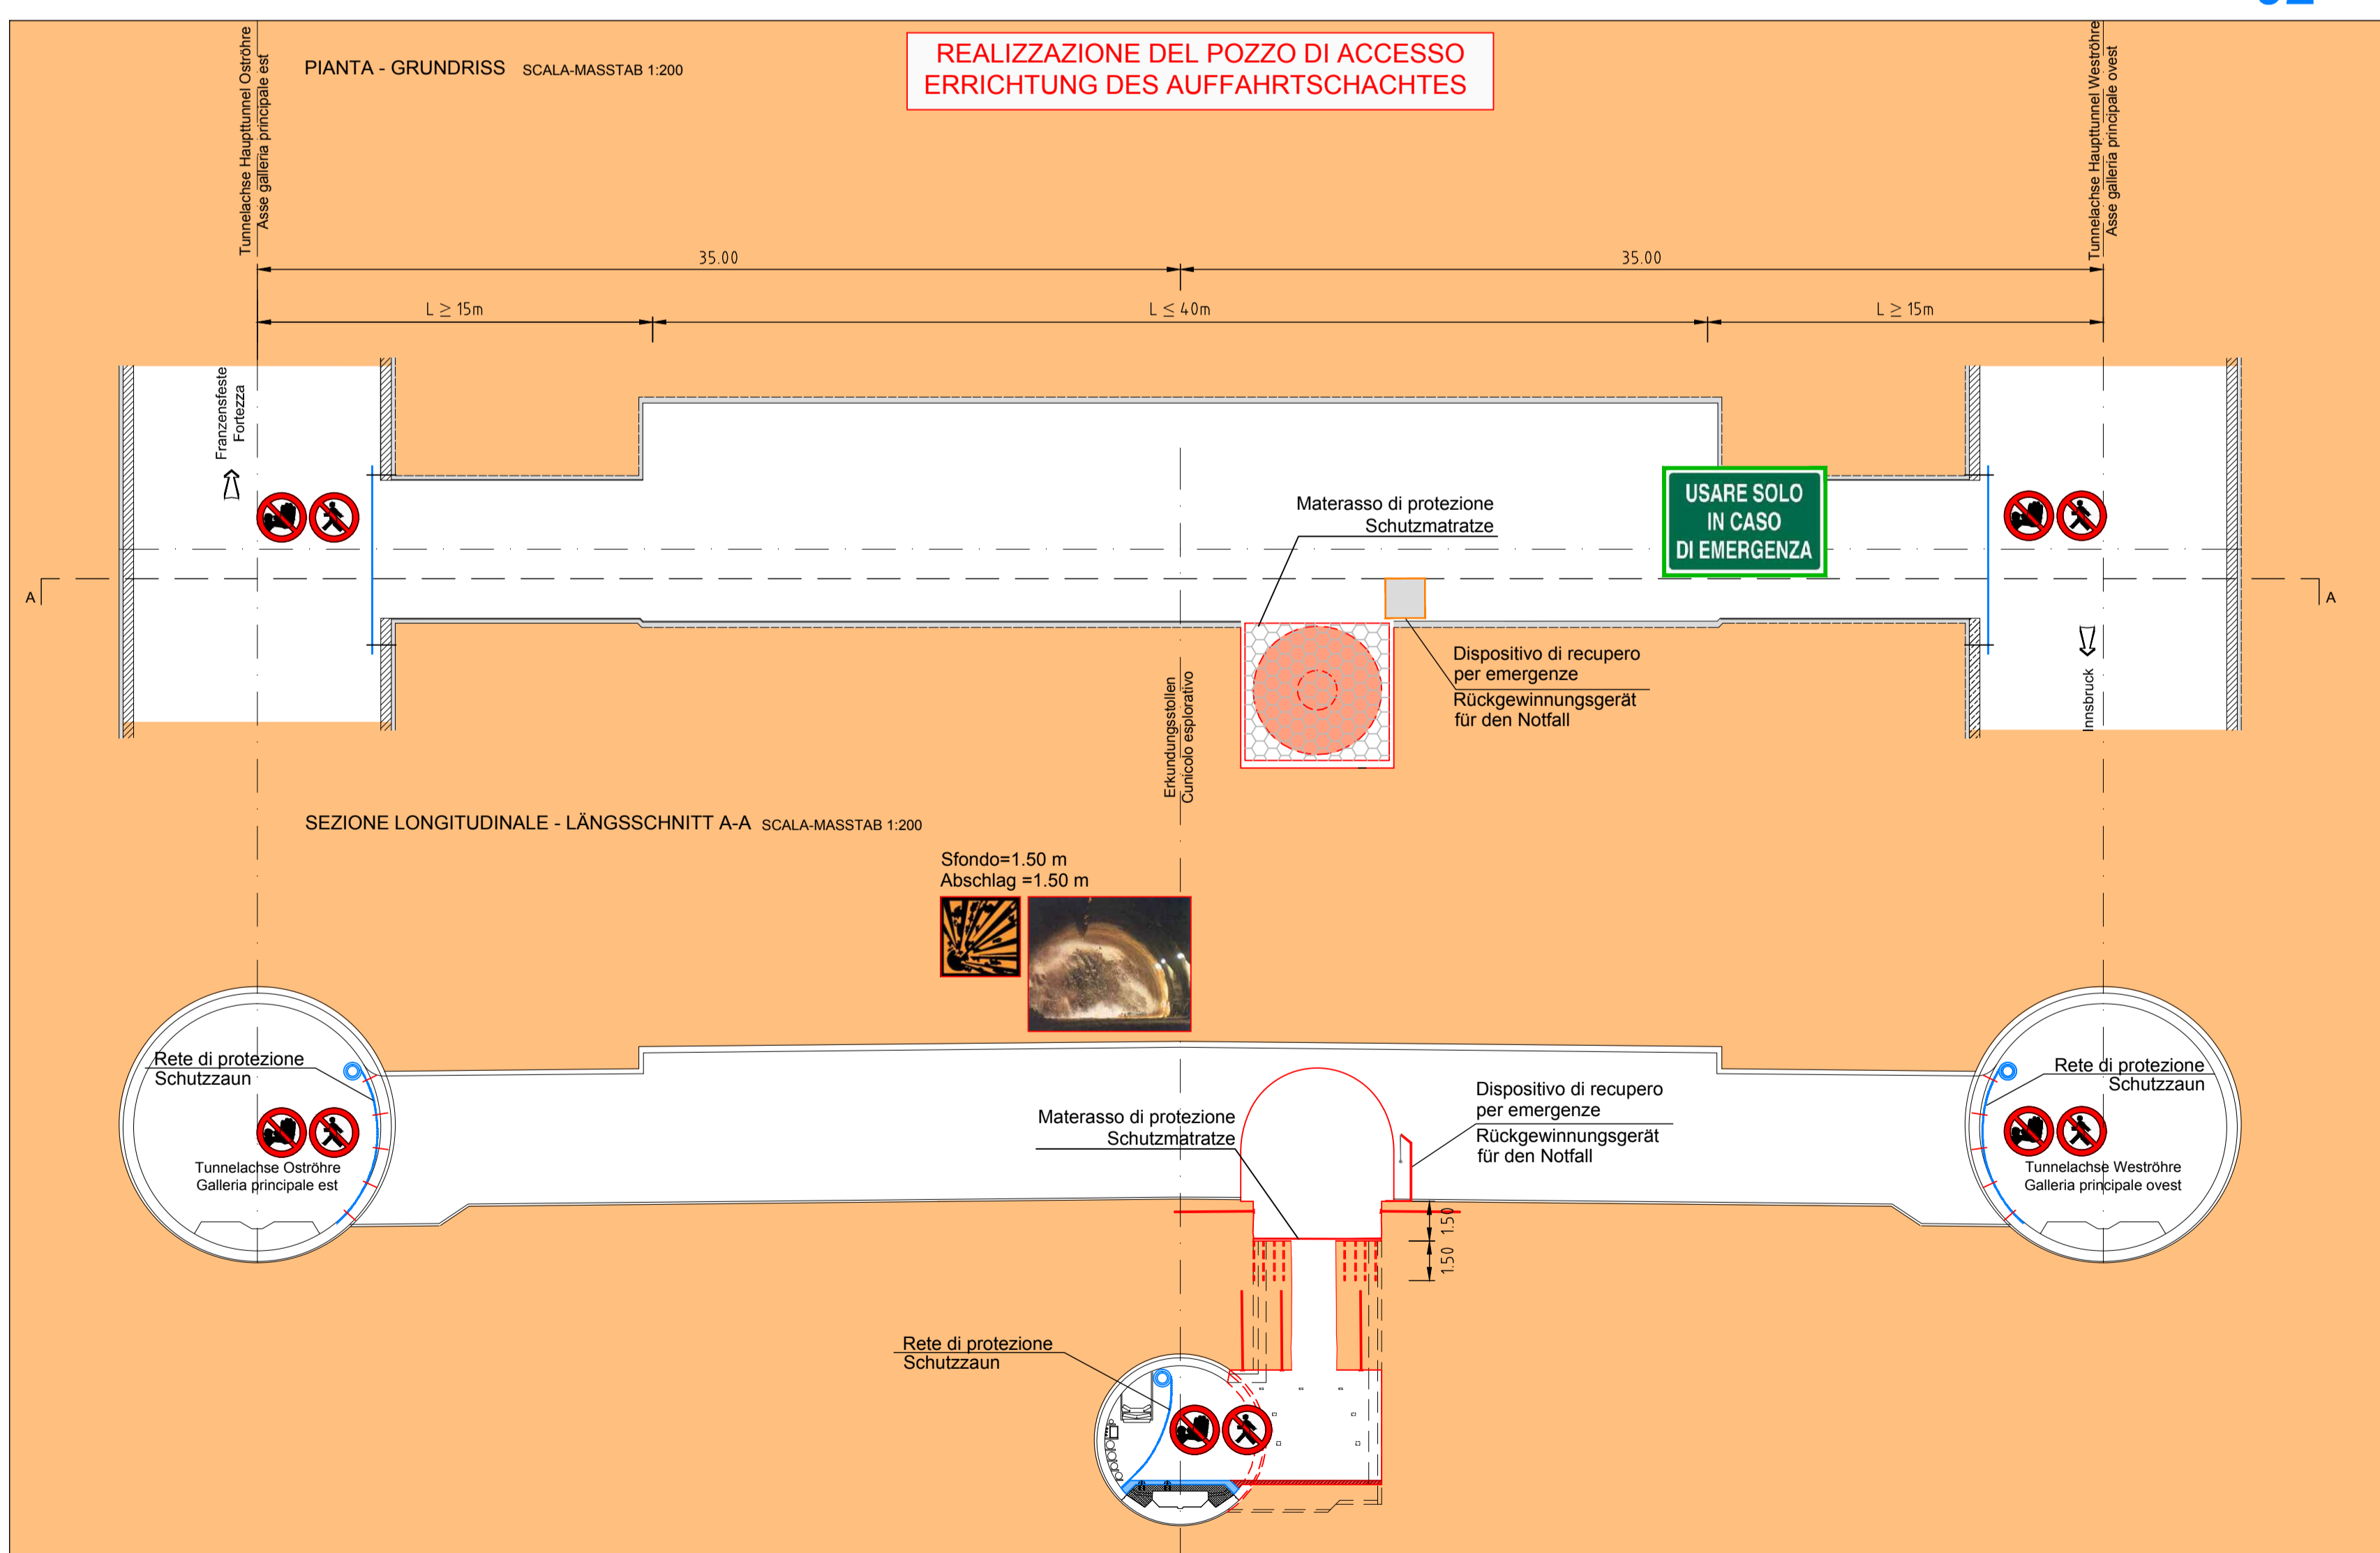 REALIZZAZIONE DEL POZZO DI ACCESSO
ERRICHTUNG DES AUFFAHRTSCHACHTES
PIANTA - GRUNDRISS SCALA-MASSTAB 1:200
Tunnelachse Haupttunnel Oströhre
Asse galleria principale est
Tunnelachse Haupttunnel Weströhre
Asse galleria principale ovest
35.00
35.00
L ≥ 15m
L ≤ 40m
L ≥ 15m
Franzensfeste
Fortezza
USARE SOLO
IN CASO
DI EMERGENZA
Materasso di protezione
Schutzmatratze
A
A
Dispositivo di recupero
per emergenze
Rückgewinnungsgerät
für den Notfall
Innsbruck
Erkundungsstollen
Cunicolo esplorativo
SEZIONE LONGITUDINALE - LÄNGSSCHNITT A-A SCALA-MASSTAB 1:200
Sfondo=1.50 m
Abschlag =1.50 m
Rete di protezione
Schutzzaun
Rete di protezione
Schutzzaun
Materasso di protezione
Schutzmatratze
Dispositivo di recupero
per emergenze
Rückgewinnungsgerät
für den Notfall
Tunnelachse Oströhre
Galleria principale est
Tunnelachse Weströhre
Galleria principale ovest
1.50
1.50
Rete di protezione
Schutzzaun